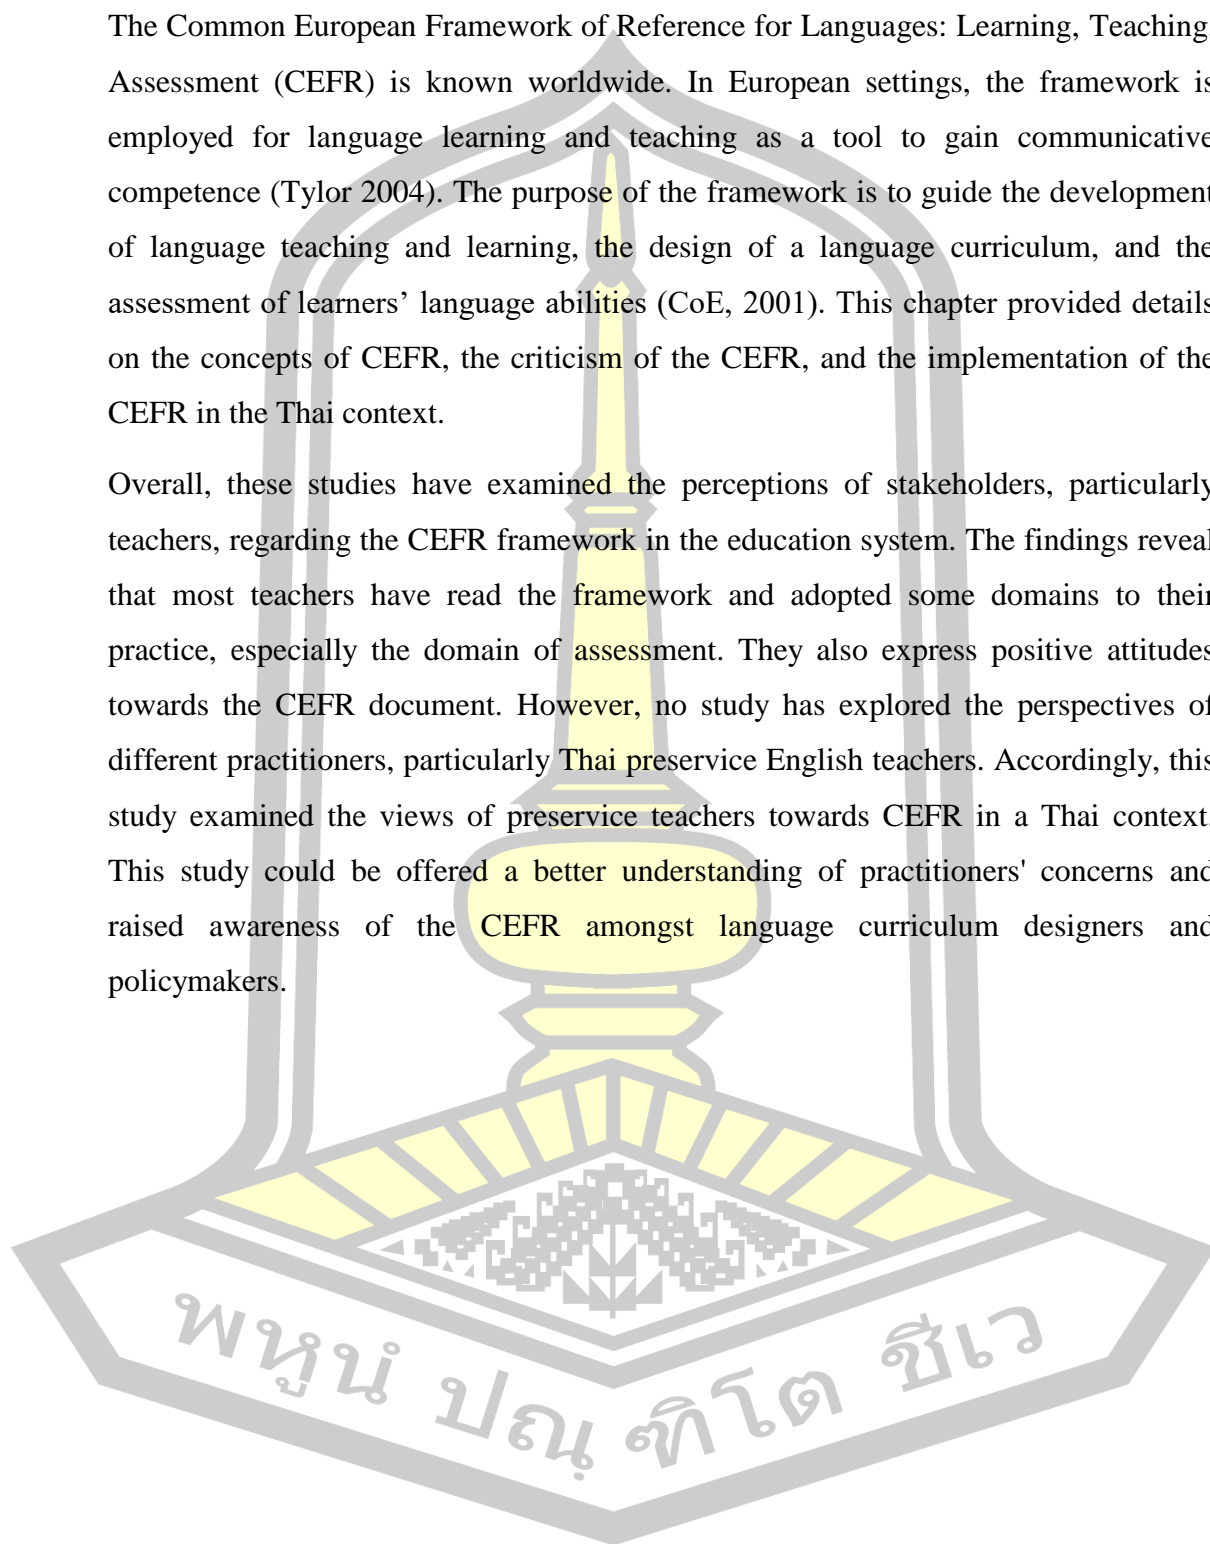 The Common European Framework of Reference for Languages: Learning, Teaching,
Assessment (CEFR) is known worldwide. In European settings, the framework is
employed for language learning and teaching as a tool to gain communicative
competence (Tylor 2004). The purpose of the framework is to guide the development
of language teaching and learning, the design of a language curriculum, and the
assessment of learners’ language abilities (CoE, 2001). This chapter provided details
on the concepts of CEFR, the criticism of the CEFR, and the implementation of the
CEFR in the Thai context.
Overall, these studies have examined the perceptions of stakeholders, particularly
teachers, regarding the CEFR framework in the education system. The findings reveal
that most teachers have read the framework and adopted some domains to their
practice, especially the domain of assessment. They also express positive attitudes
towards the CEFR document. However, no study has explored the perspectives of
different practitioners, particularly Thai preservice English teachers. Accordingly, this
study examined the views of preservice teachers towards CEFR in a Thai context.
This study could be offered a better understanding of practitioners' concerns and
raised awareness of the CEFR amongst language curriculum designers and
policymakers.
พหูนํ ปณฺฑิโต ชีเว